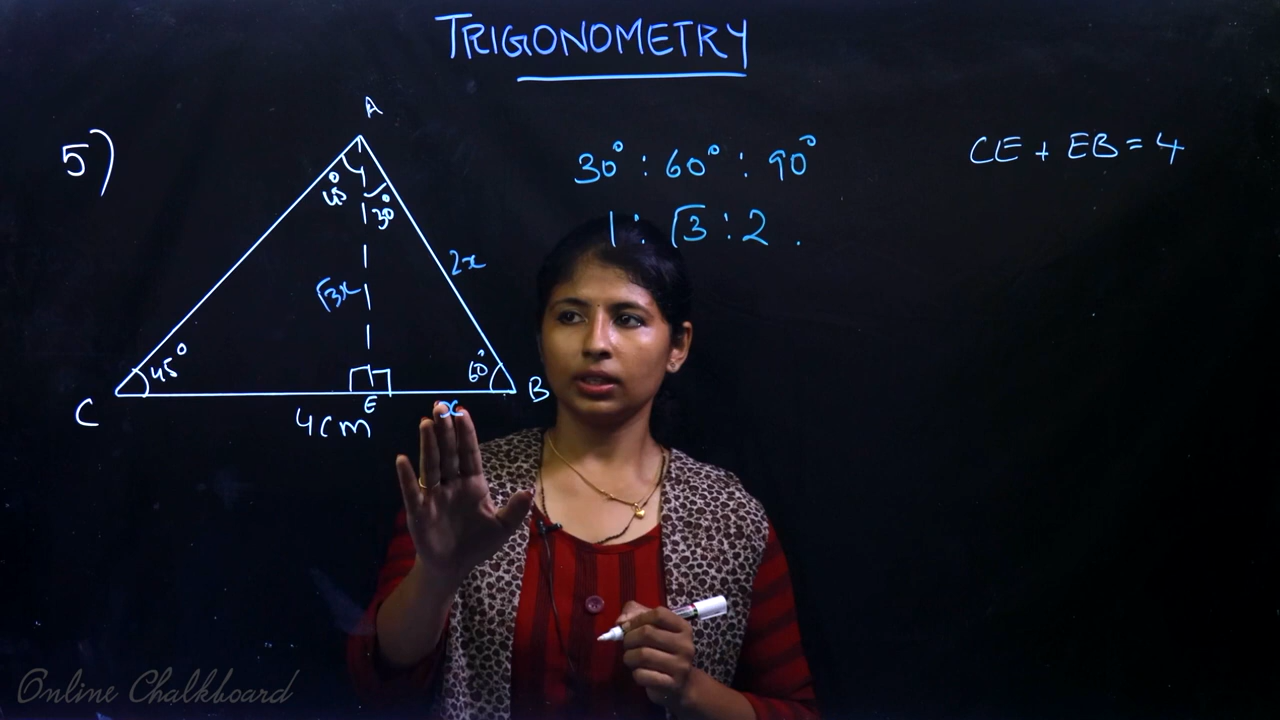 TRIGONOMETRY
5)
A
45°
30°
30° : 60° : 90°
1 : √3 : 2 .
CE + EB = 4
2x
√3x
45°
60°
C
E
x
B
4cm
Online Chalkboard